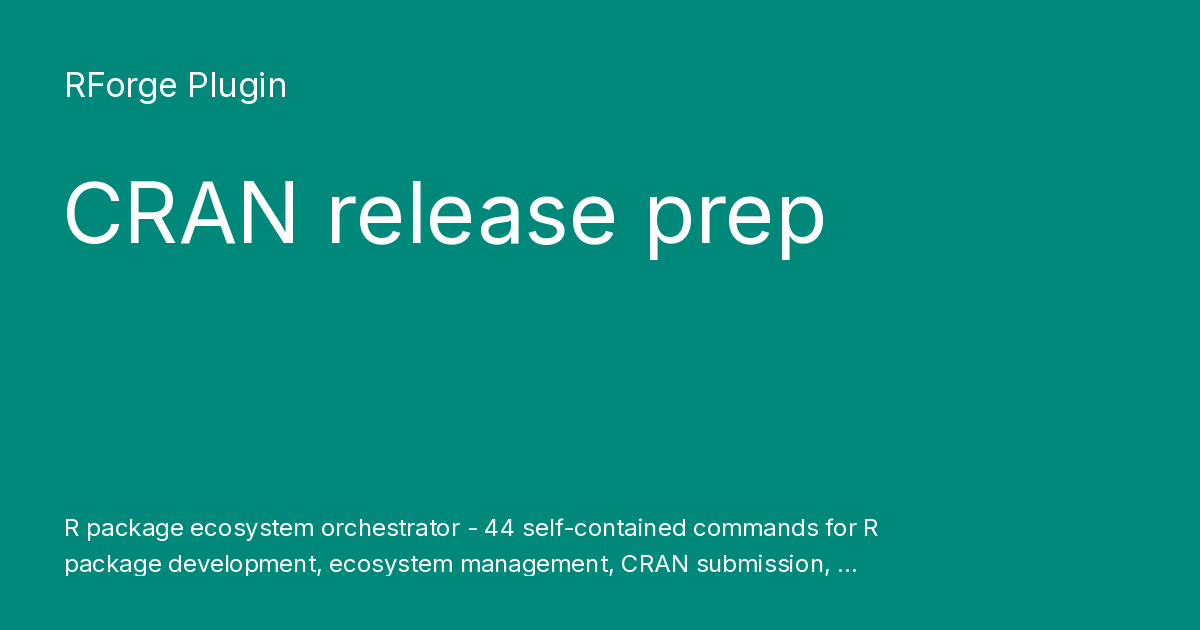 RForge Plugin
CRAN release prep
R package ecosystem orchestrator - 44 self-contained commands for R
package development, ecosystem management, CRAN submission, ...